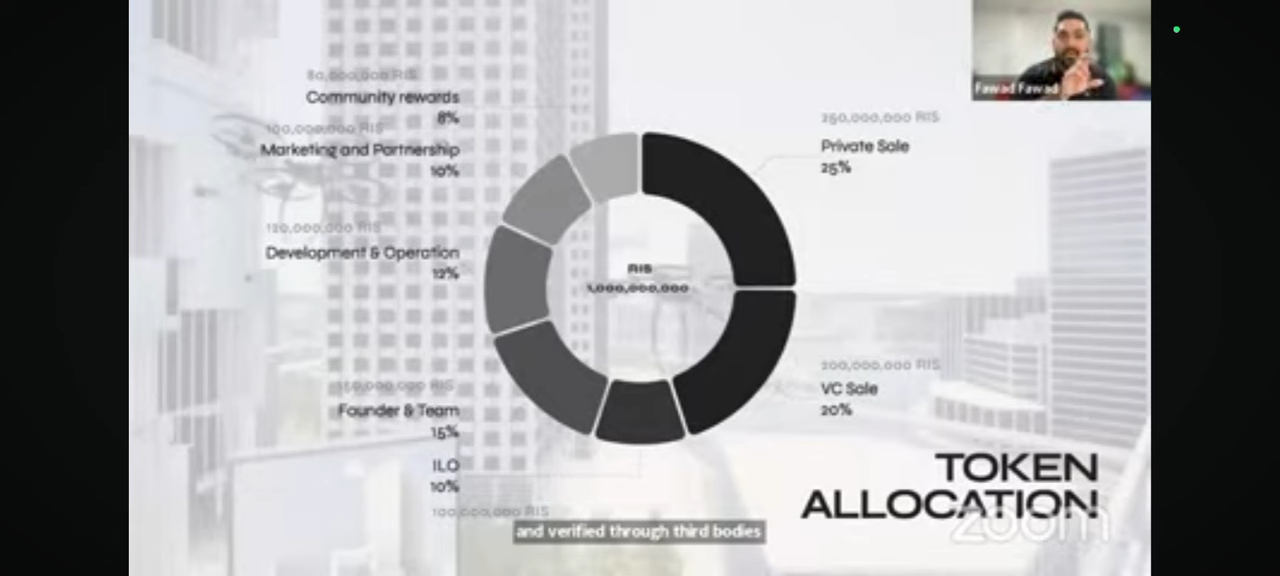 80,000,000 RIS
Community rewards
8%
100,000,000 RIS
Marketing and Partnership
10%
120,000,000 RIS
Development & Operation
12%
150,000,000 RIS
Founder & Team
15%
ILO
10%
100,000,000 RIS
RIS
1,000,000,000
Fawad Fawad
250,000,000 RIS
Private Sale
25%
200,000,000 RIS
VC Sale
20%
TOKEN
ALLOCATION
zoom
and verified through third bodies